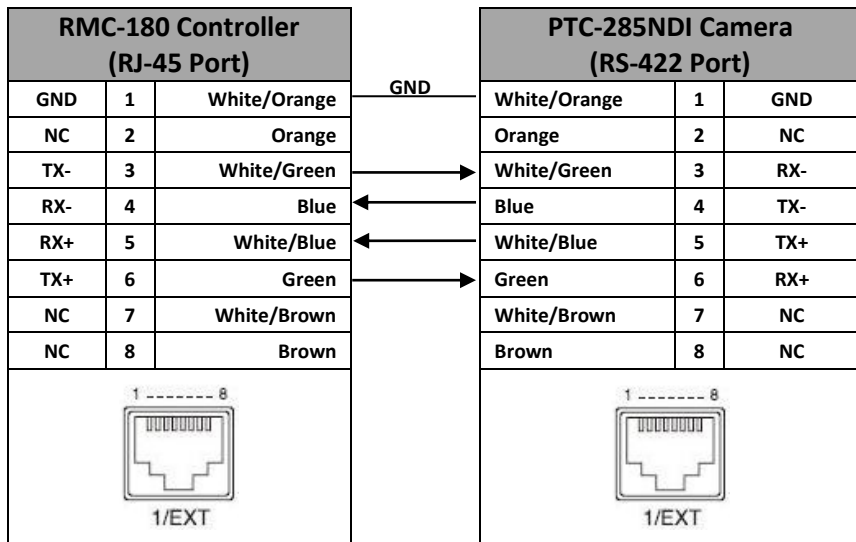 RMC-180 Controller
(RJ-45 Port)
PTC-285NDI Camera
(RS-422 Port)
GND 1 White/Orange GND White/Orange 1 GND
NC 2 Orange Orange 2 NC
TX- 3 White/Green White/Green 3 RX-
RX- 4 Blue Blue 4 TX-
RX+ 5 White/Blue White/Blue 5 TX+
TX+ 6 Green Green 6 RX+
NC 7 White/Brown White/Brown 7 NC
NC 8 Brown Brown 8 NC
1 ------- 8 1 ------- 8
1/EXT 1/EXT